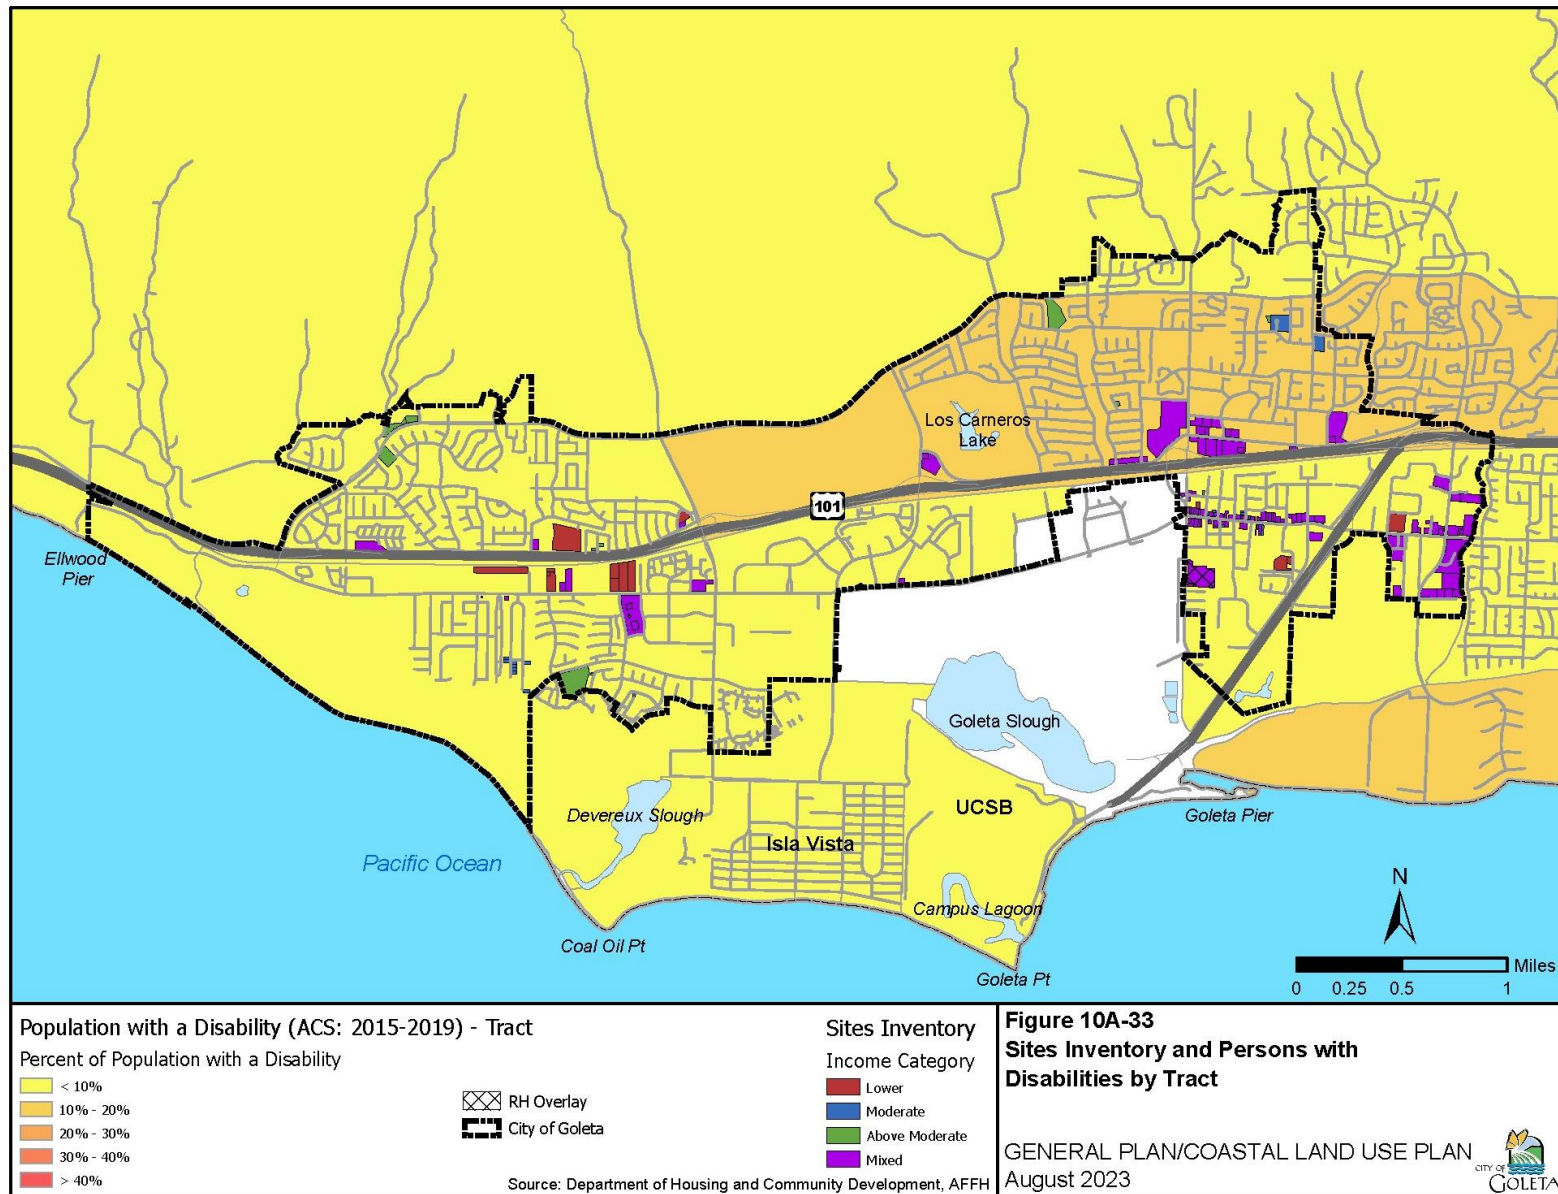 Los Carneros
Lake
101
Ellwood
Pier
Goleta Slough
Devereux Slough
UCSB
Goleta Pier
Isla Vista
Pacific Ocean
Campus Lagoon
Coal Oil Pt
Goleta Pt
N
Miles
0 0.25 0.5 1
Population with a Disability (ACS: 2015-2019) - Tract
Percent of Population with a Disability
< 10%
10% - 20%
20% - 30%
30% - 40%
> 40%
RH Overlay
City of Goleta
Sites Inventory
Income Category
Lower
Moderate
Above Moderate
Mixed
Source: Department of Housing and Community Development, AFFH
Figure 10A-33
Sites Inventory and Persons with
Disabilities by Tract
GENERAL PLAN/COASTAL LAND USE PLAN
August 2023
CITY OF
GOLETA